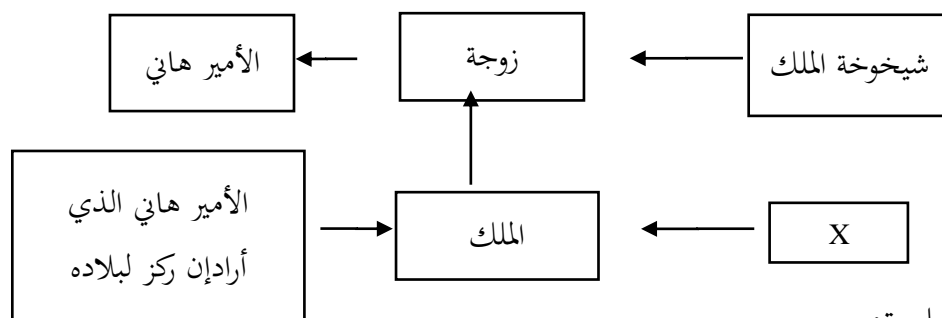 شيخوخة الملك
زوجة
الأمير هاني
X
الملك
الأمير هاني الذي
أرادإن ركز لبلاده